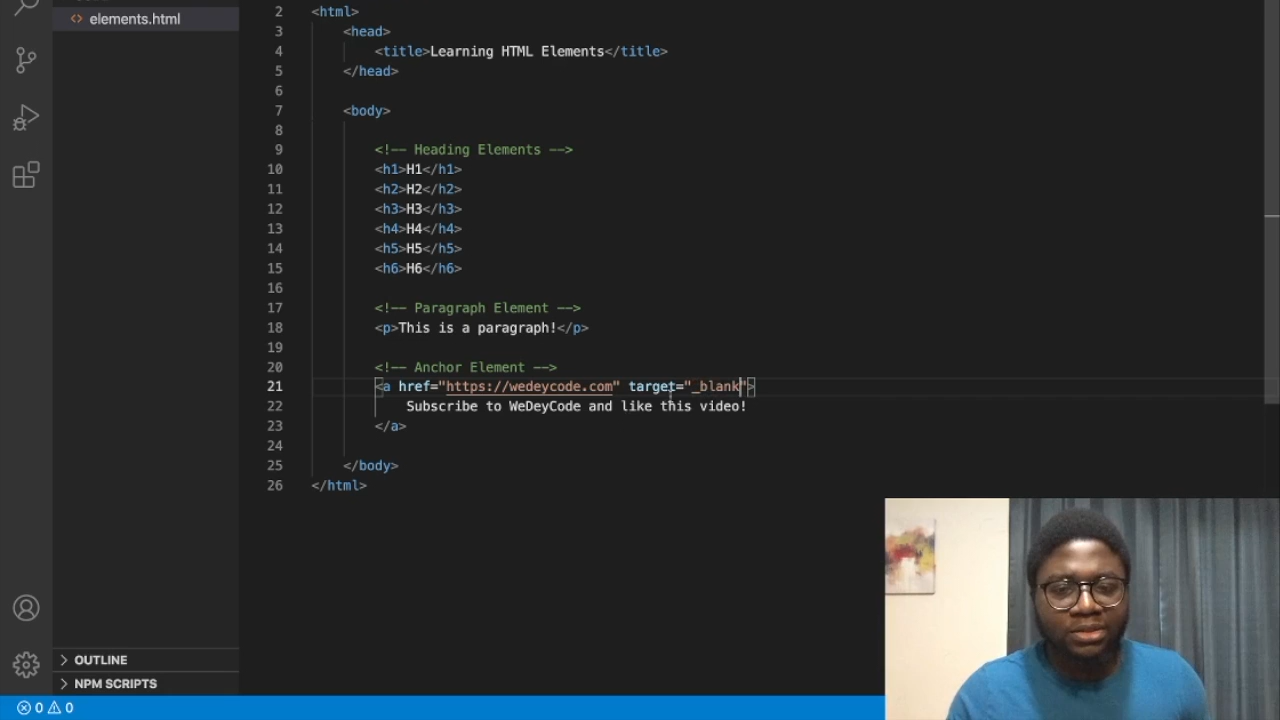 elements.html
2 <html>
3 <head>
4 <title>Learning HTML Elements</title>
5 </head>
6
7 <body>
8
9 <!-- Heading Elements -->
10 <h1>H1</h1>
11 <h2>H2</h2>
12 <h3>H3</h3>
13 <h4>H4</h4>
14 <h5>H5</h5>
15 <h6>H6</h6>
16
17 <!-- Paragraph Element -->
18 <p>This is a paragraph!</p>
19
20 <!-- Anchor Element -->
21 <a href="https://wedeycode.com" target="_blank">
22 Subscribe to WeDeyCode and like this video!
23 </a>
24
25 </body>
26 </html>
OUTLINE
NPM SCRIPTS
0 0